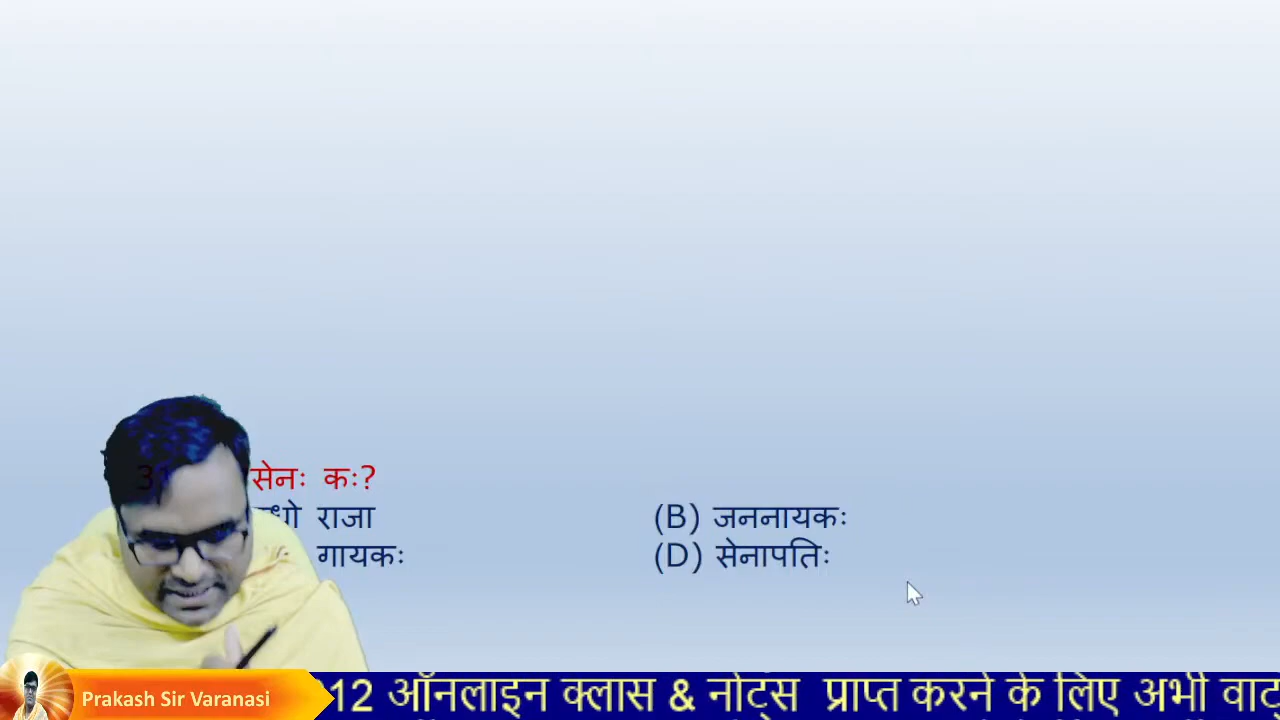 सेनः कः?
राजा
(B) जननायकः
गायकः
(D) सेनापतिः
Prakash Sir Varanasi
12 ऑनलाइन क्लास & नोट्स प्राप्त करने के लिए अभी